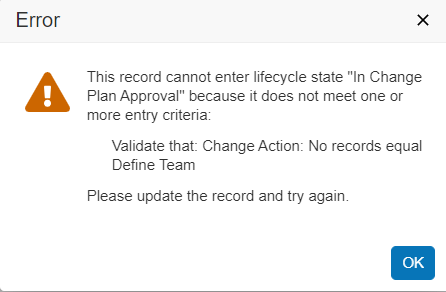 Error
This record cannot enter lifecycle state "In Change
Plan Approval" because it does not meet one or
more entry criteria:
Validate that: Change Action: No records equal
Define Team
Please update the record and try again.
OK